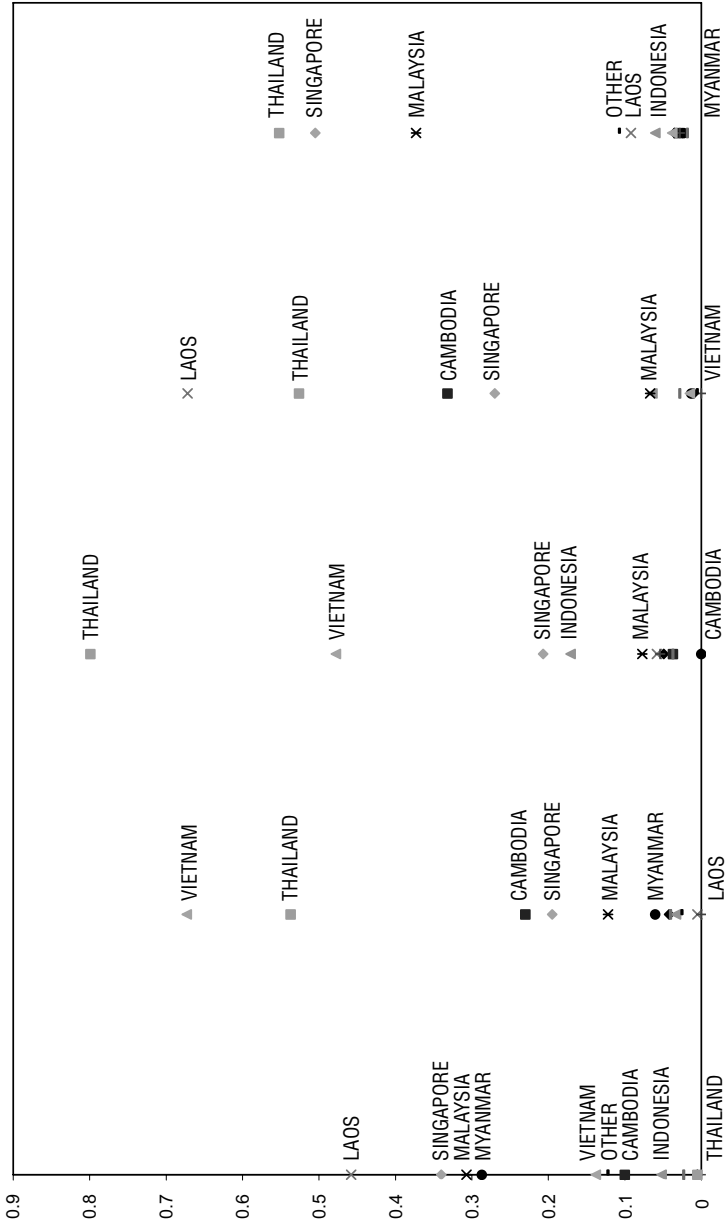 0.9
0.8
0.7
0.6
0.5
0.4
0.3
0.2
0.1
0
LAOS
SINGAPORE
MALAYSIA
MYANMAR
VIETNAM
OTHER
CAMBODIA
INDONESIA
THAILAND
VIETNAM
THAILAND
CAMBODIA
SINGAPORE
MALAYSIA
MYANMAR
LAOS
THAILAND
VIETNAM
SINGAPORE
INDONESIA
MALAYSIA
CAMBODIA
LAOS
THAILAND
CAMBODIA
SINGAPORE
MALAYSIA
VIETNAM
THAILAND
SINGAPORE
MALAYSIA
OTHER
LAOS
INDONESIA
MYANMAR